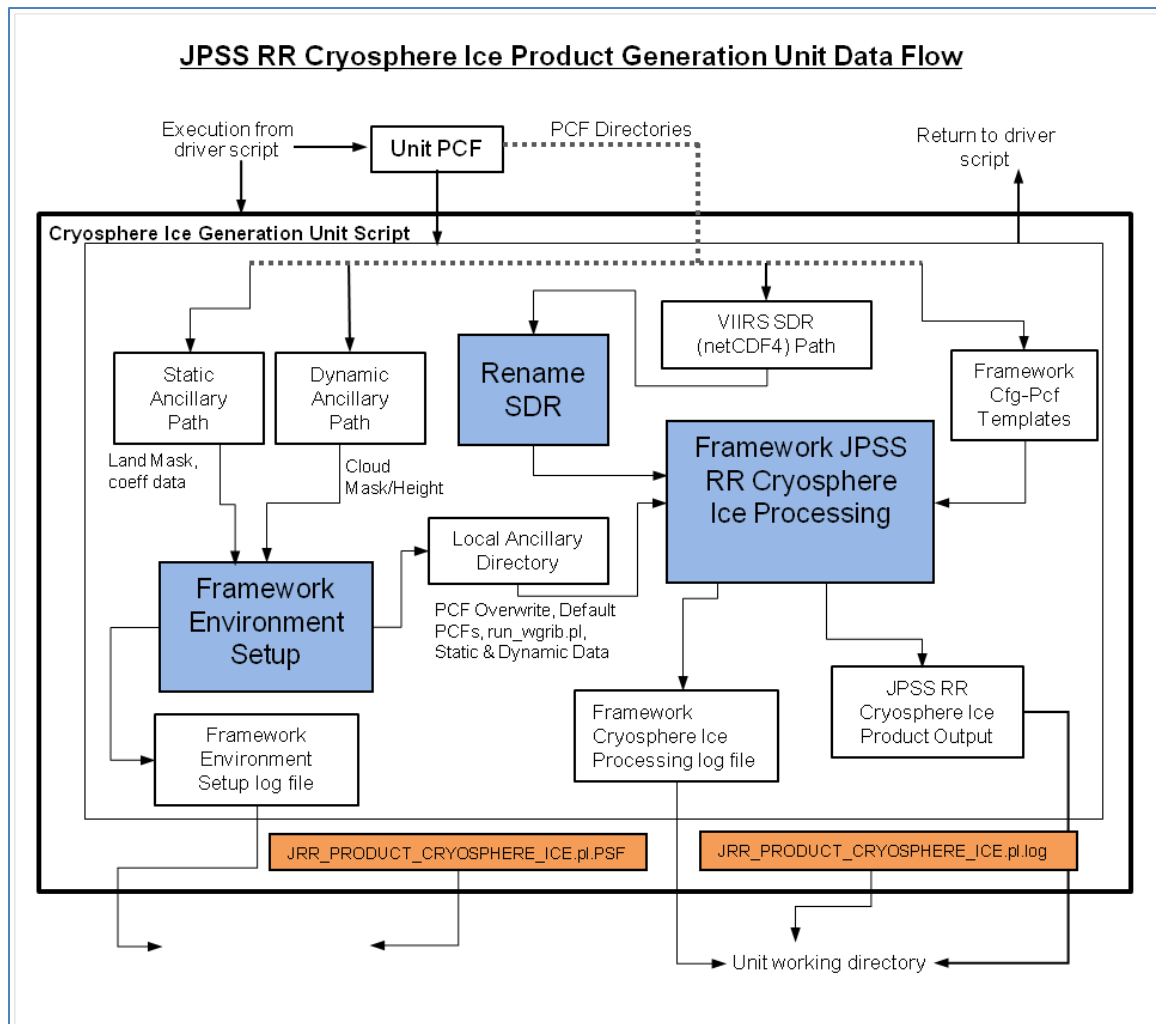 JPSS RR Cryosphere Ice Product Generation Unit Data Flow
Execution from
driver script
Unit PCF
PCF Directories
Return to driver
script
Cryosphere Ice Generation Unit Script
Static
Ancillary
Path
Dynamic
Ancillary
Path
Rename
SDR
VIIRS SDR
(netCDF4) Path
Framework
Cfg-Pcf
Templates
Land Mask,
coeff data
Cloud
Mask/Height
Framework JPSS
RR Cryosphere
Ice Processing
Local Ancillary
Directory
Framework
Environment
Setup
PCF Overwrite, Default
PCFs, run_wgrib.pl,
Static & Dynamic Data
Framework
Environment
Setup log file
Framework
Cryosphere Ice
Processing log file
JPSS RR
Cryosphere Ice
Product Output
JRR_PRODUCT_CRYOSPHERE_ICE.pl.PSF
JRR_PRODUCT_CRYOSPHERE_ICE.pl.log
Unit working directory